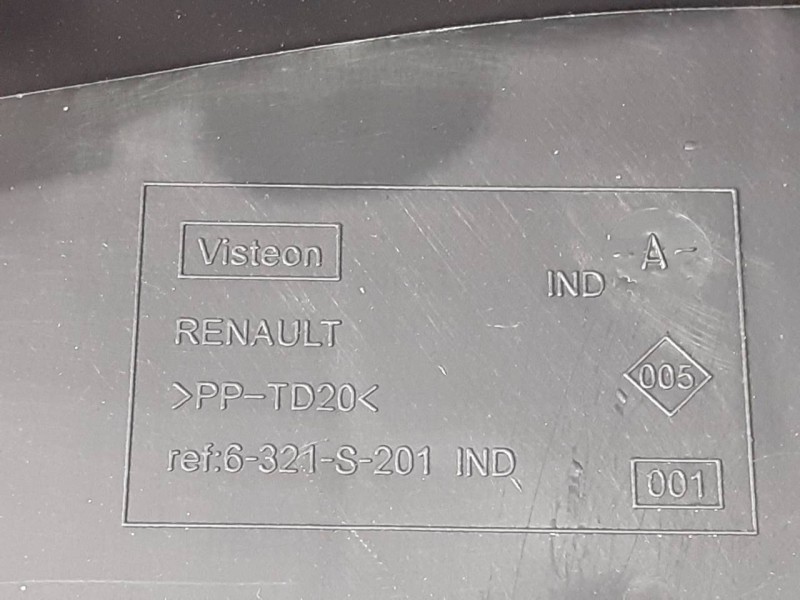 Visteon
IND -A-
RENAULT
>PP-TD20<
005
ref:6-321-S-201 IND
001